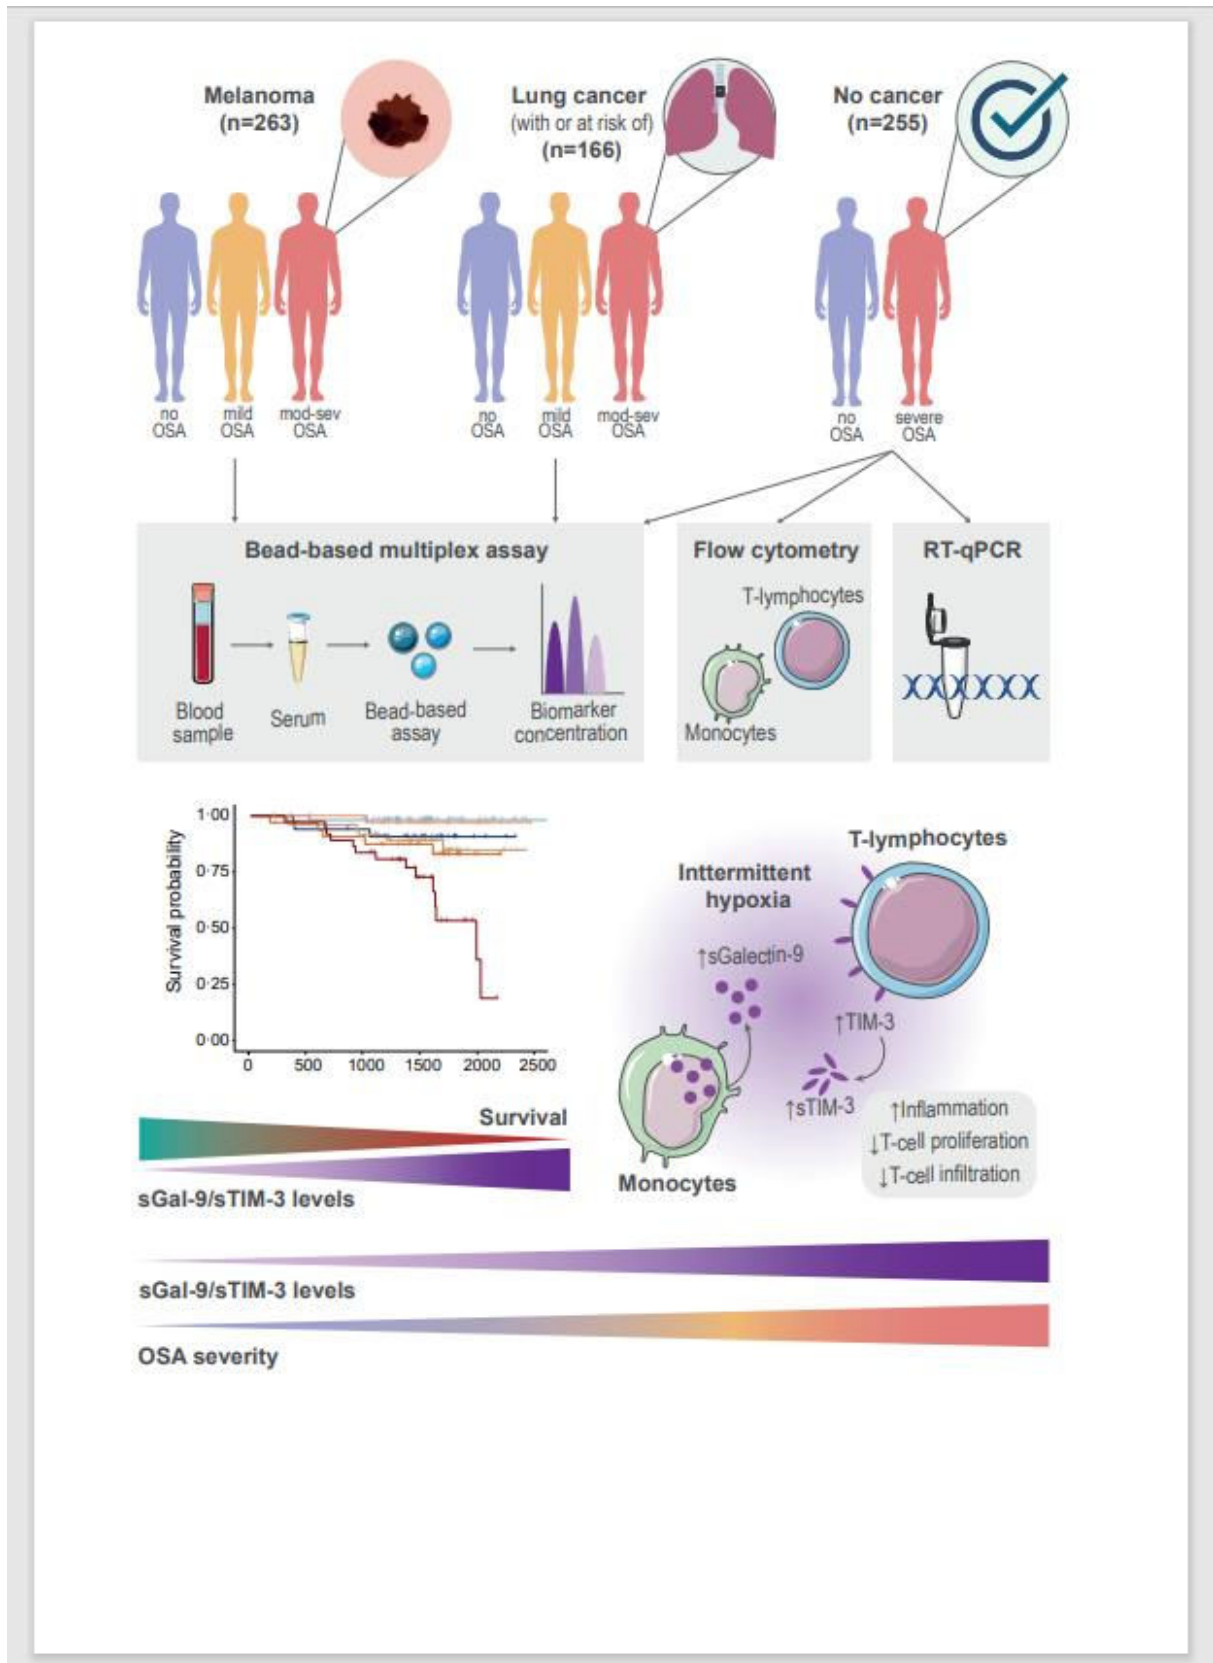 Melanoma
(n=263)
Lung cancer
(with or at risk of)
(n=166)
No cancer
(n=255)
no
OSA
mild
OSA
mod-sev
OSA
no
OSA
mild
OSA
mod-sev
OSA
no
OSA
severe
OSA
Bead-based multiplex assay
Blood
sample
Serum
Bead-based
assay
Biomarker
concentration
Flow cytometry
T-lymphocytes
Monocytes
RT-qPCR
Survival probability
1·00
0·75
0·50
0·25
0·00
0 500 1000 1500 2000 2500
Survival
sGal-9/sTIM-3 levels
Inttermittent
hypoxia
T-lymphocytes
↑sGalectin-9
↑TIM-3
↑sTIM-3
Monocytes
↑Inflammation
↓T-cell proliferation
↓T-cell infiltration
sGal-9/sTIM-3 levels
OSA severity